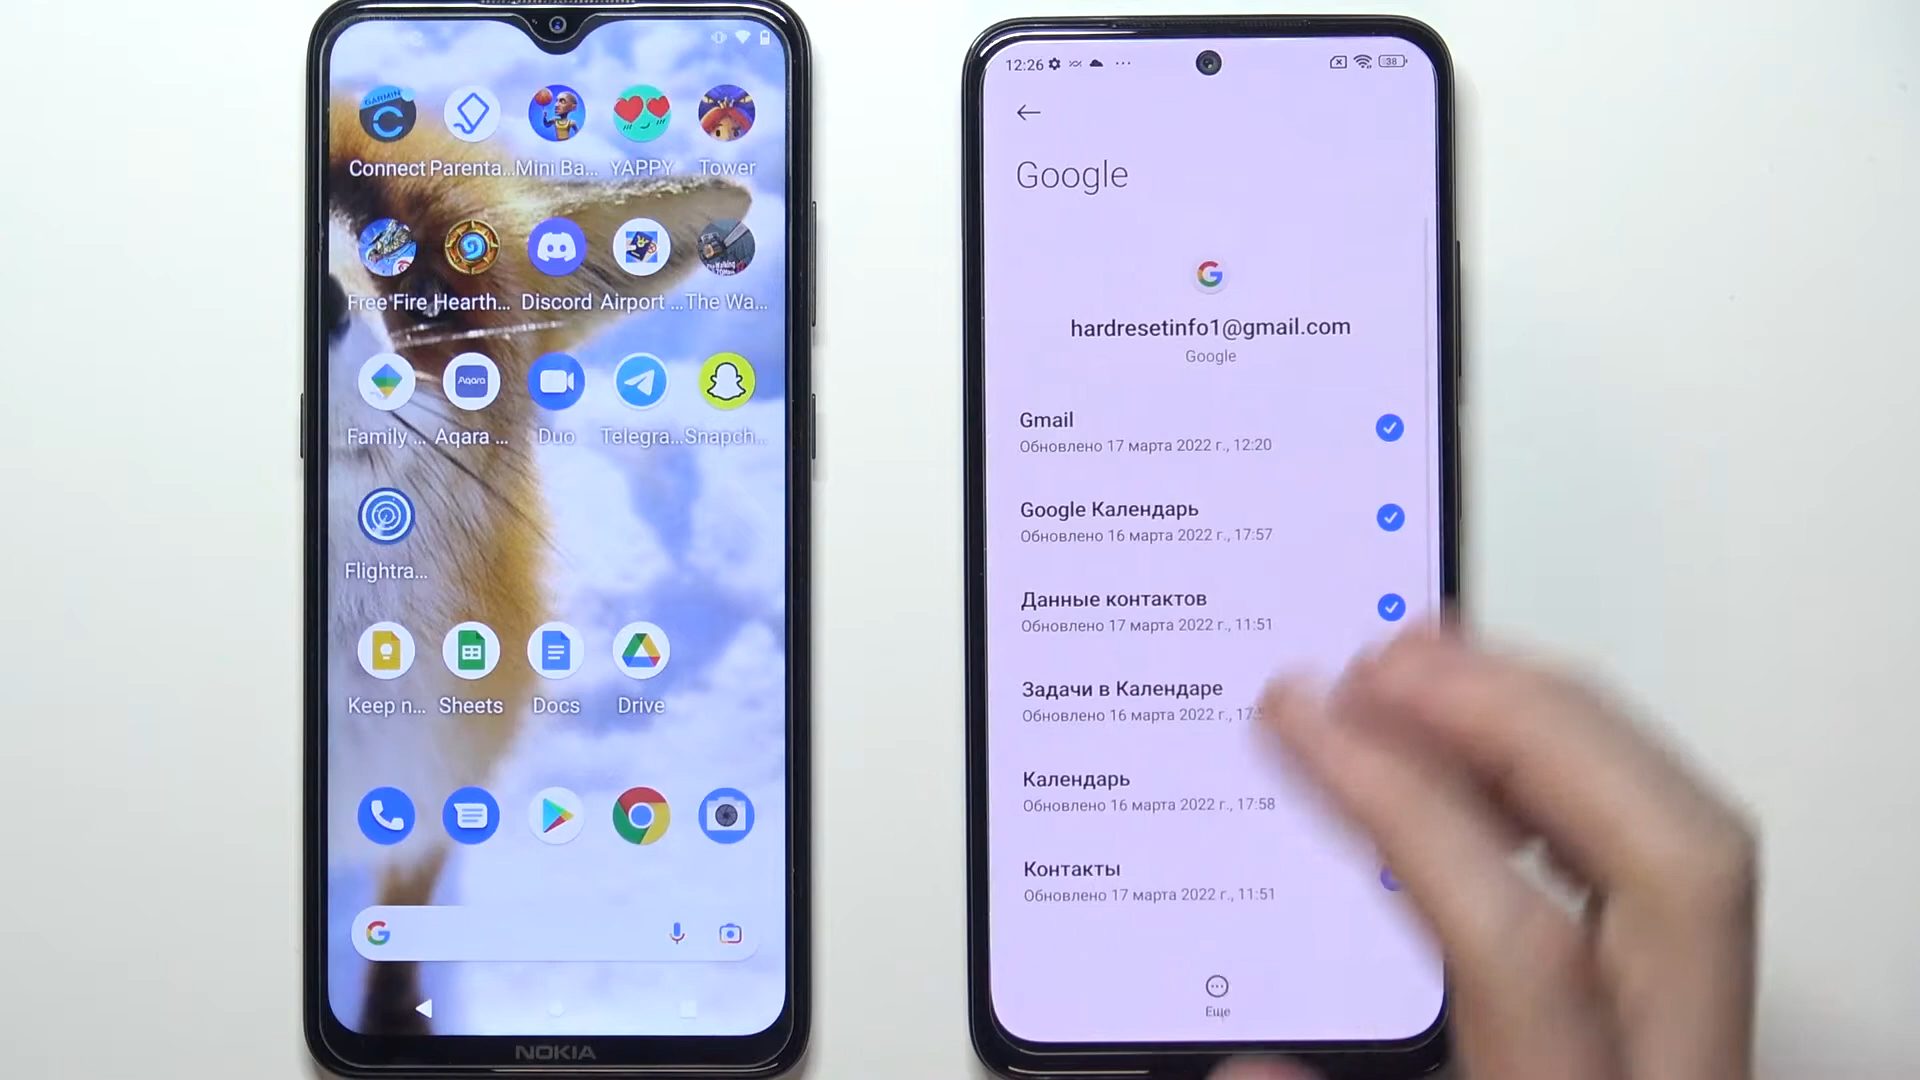 GARMIN
Connect Parenta... Mini Ba... YAPPY Tower
Free Fire Hearth... Discord Airport ... The Wa...
Aqara
Family ... Aqara ... Duo Telegra... Snapch...
Flightra...
Keep n... Sheets Docs Drive
NOKIA
12:26
38
Google
hardresetinfo1@gmail.com
Google
Gmail
Обновлено 17 марта 2022 г., 12:20
Google Календарь
Обновлено 16 марта 2022 г., 17:57
Данные контактов
Обновлено 17 марта 2022 г., 11:51
Задачи в Календаре
Обновлено 16 марта 2022 г.,
Календарь
Обновлено 16 марта 2022 г., 17:58
Контакты
Обновлено 17 марта 2022 г., 11:51
Еще